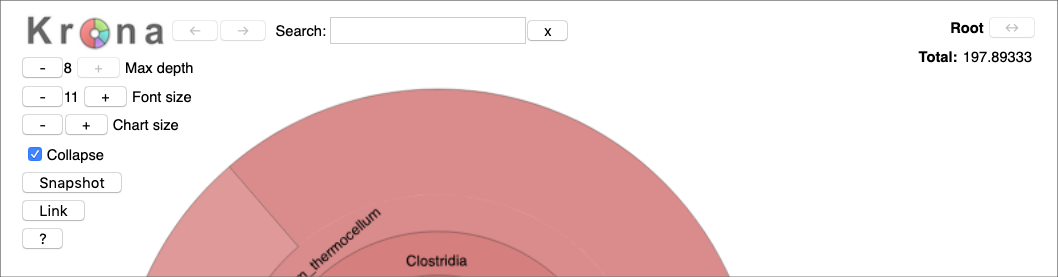 Krona ← → Search: x Root ↔
- 8 + Max depth Total: 197.89333
- 11 + Font size
- + Chart size
Collapse
Snapshot
Link
?
m_thermocellum
Clostridia